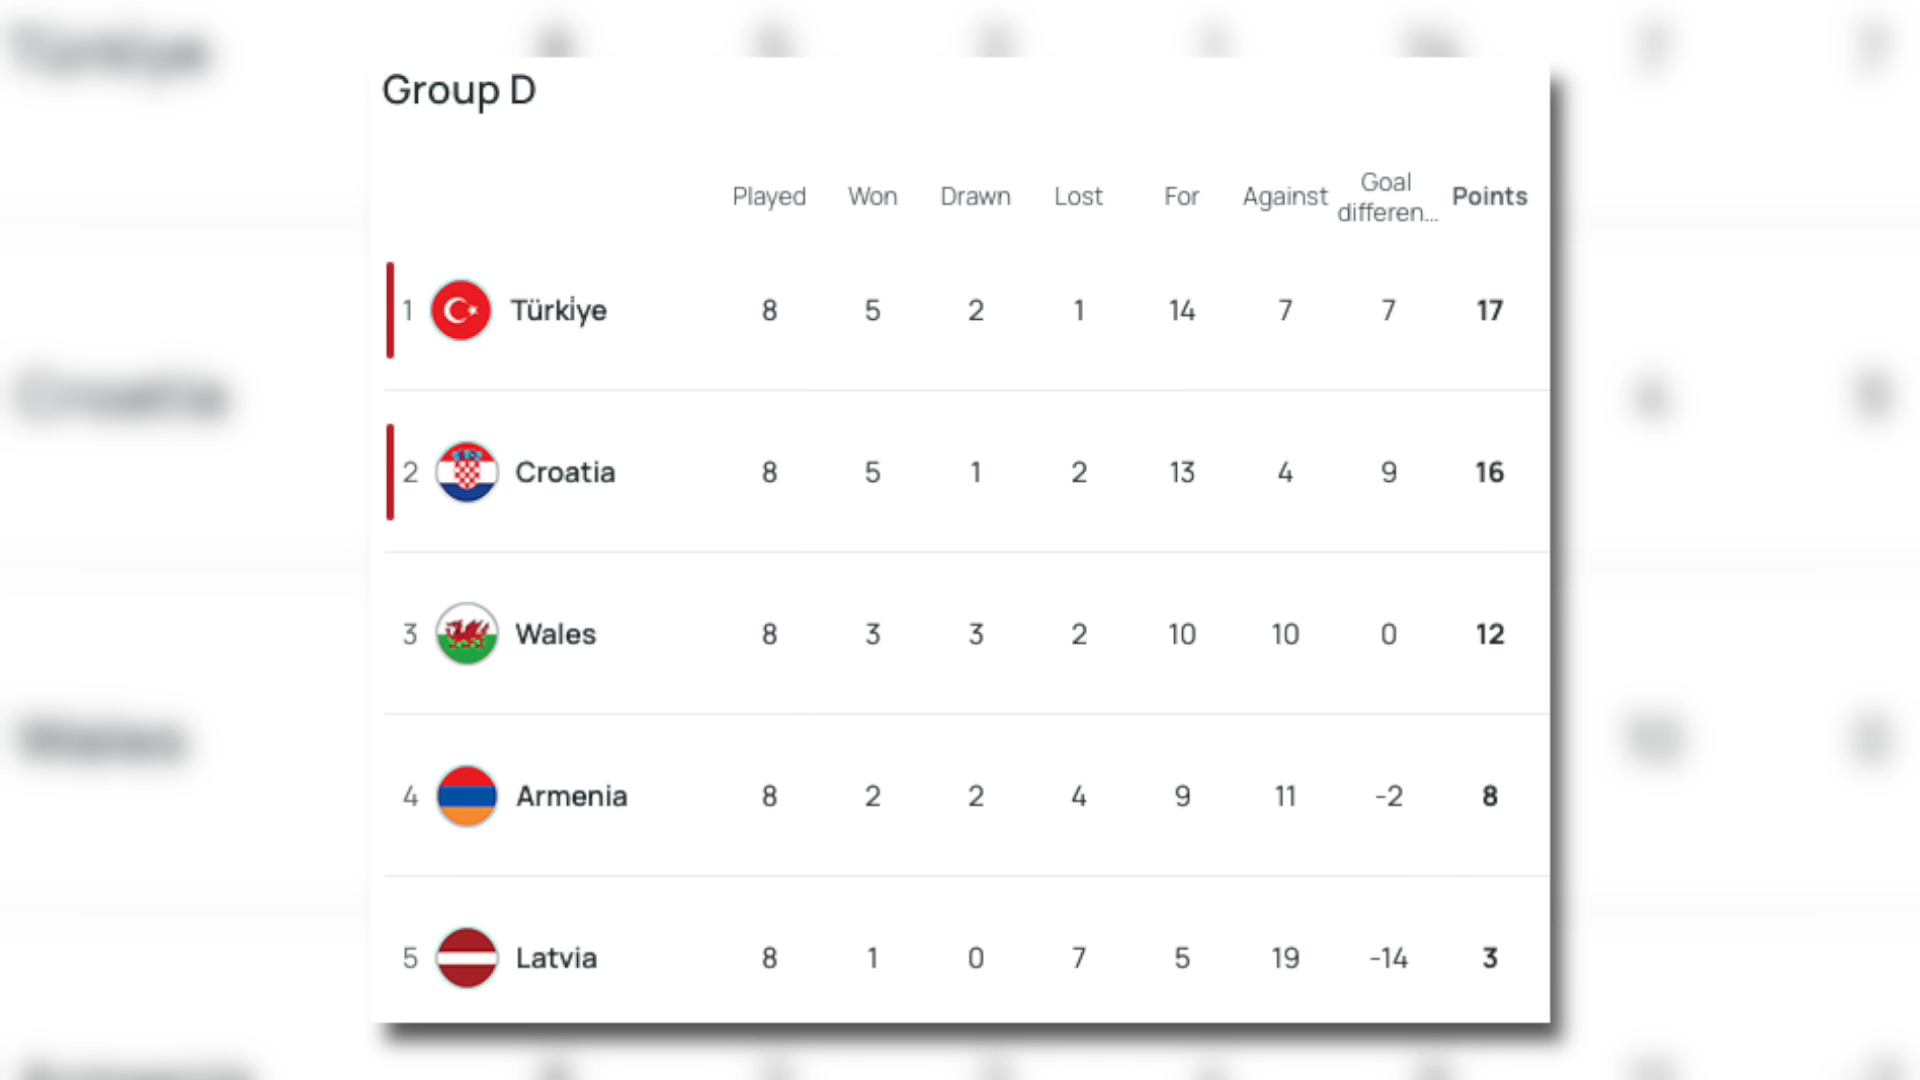 Group D
Played Won Drawn Lost For Against Goal differen... Points
1 Türkiye 8 5 2 1 14 7 7 17
2 Croatia 8 5 1 2 13 4 9 16
3 Wales 8 3 3 2 10 10 0 12
4 Armenia 8 2 2 4 9 11 -2 8
5 Latvia 8 1 0 7 5 19 -14 3